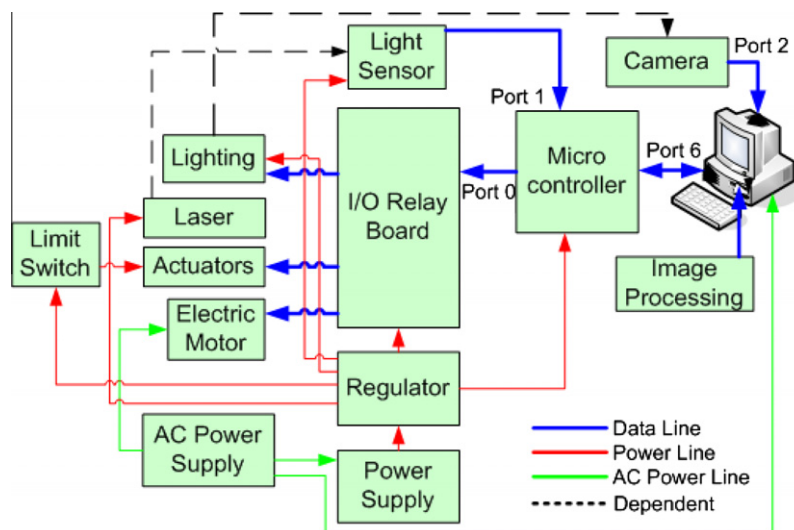 Light
Sensor
Camera
Port 2
Port 1
Lighting
I/O Relay
Board
Port 0
Micro
controller
Port 6
Laser
Limit
Switch
Actuators
Image
Processing
Electric
Motor
Regulator
AC Power
Supply
Power
Supply
Data Line
Power Line
AC Power Line
Dependent